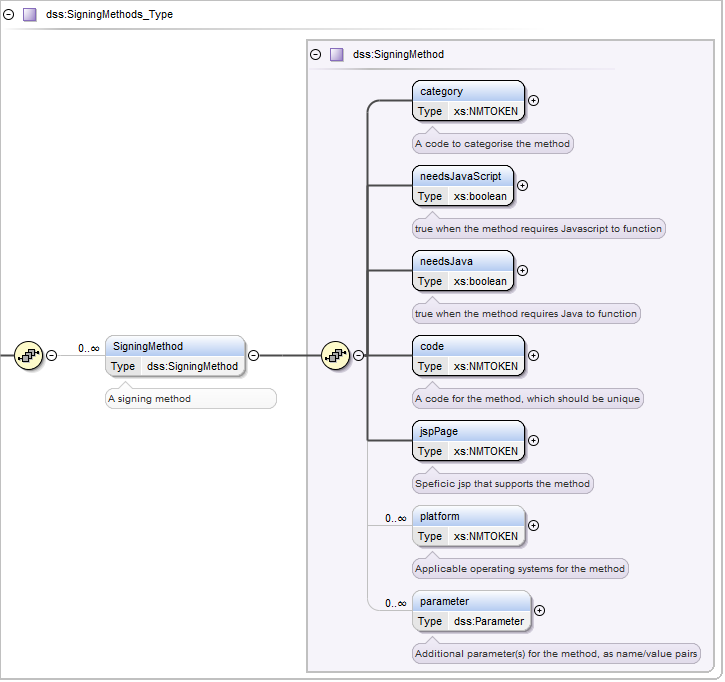 dss:SigningMethods_Type
dss:SigningMethod
category
Type xs:NMTOKEN
A code to categorise the method
needsJavaScript
Type xs:boolean
true when the method requires Javascript to function
needsJava
Type xs:boolean
true when the method requires Java to function
0..∞
SigningMethod
Type dss:SigningMethod
A signing method
code
Type xs:NMTOKEN
A code for the method, which should be unique
jspPage
Type xs:NMTOKEN
Speficic jsp that supports the method
0..∞
platform
Type xs:NMTOKEN
Applicable operating systems for the method
0..∞
parameter
Type dss:Parameter
Additional parameter(s) for the method, as name/value pairs